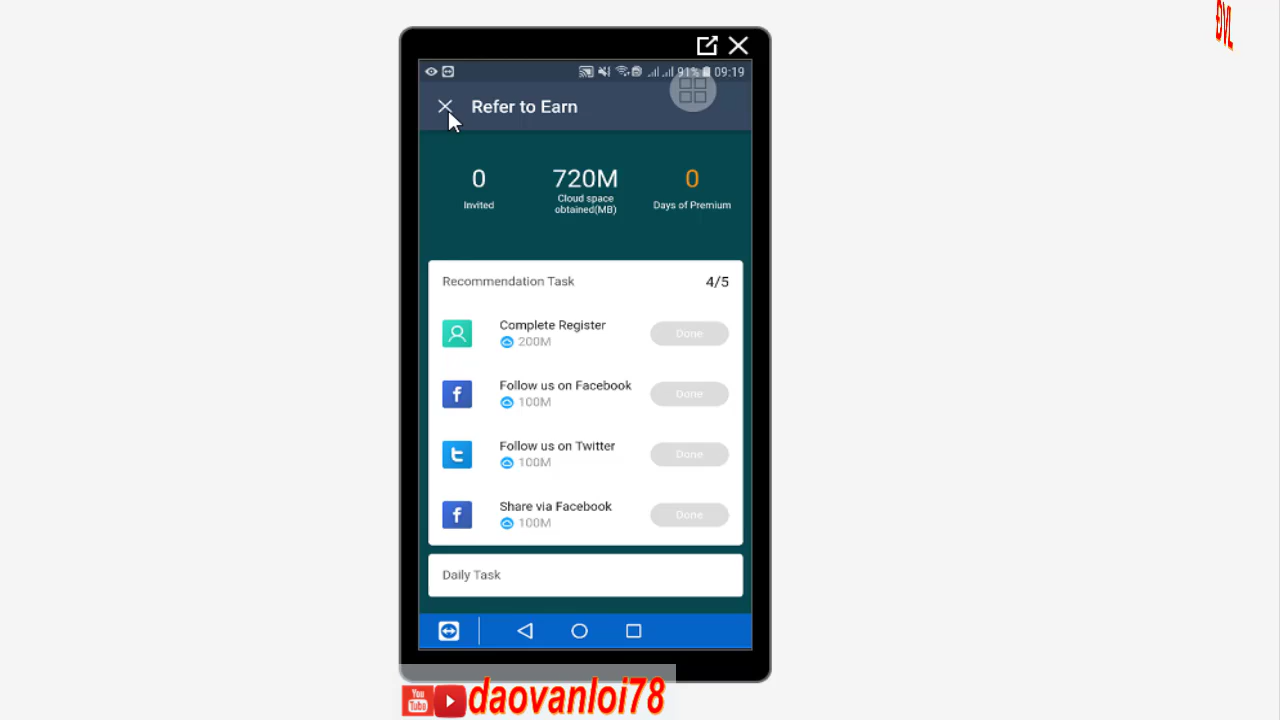 ĐVL
91% 09:19
Refer to Earn
0 720M 0
Invited Cloud space obtained(MB) Days of Premium
Recommendation Task 4/5
Complete Register
200M Done
Follow us on Facebook
100M Done
Follow us on Twitter
100M Done
Share via Facebook
100M Done
Daily Task
You Tube daovanloi78